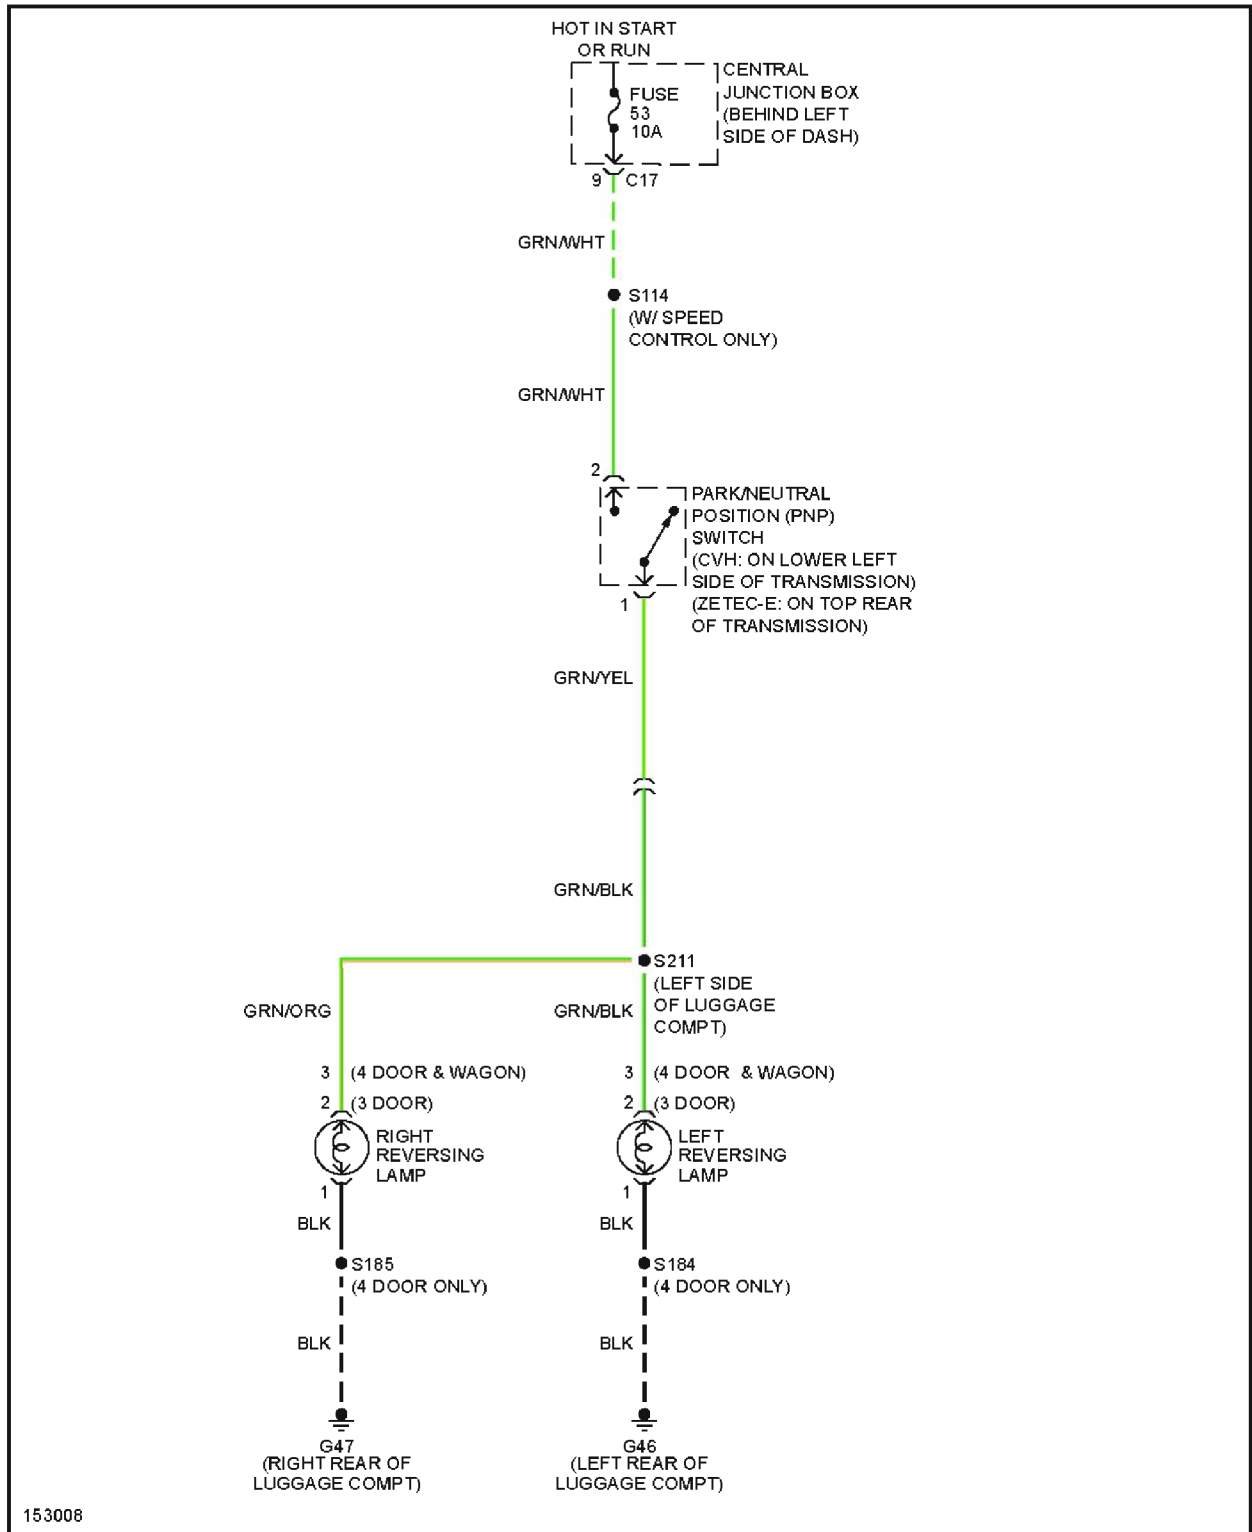 HOT IN START
OR RUN
CENTRAL
JUNCTION BOX
(BEHIND LEFT
SIDE OF DASH)
FUSE
53
10A
9 C17
GRN/WHT
S114
(W/ SPEED
CONTROL ONLY)
GRN/WHT
2
PARK/NEUTRAL
POSITION (PNP)
SWITCH
(CVH: ON LOWER LEFT
SIDE OF TRANSMISSION)
(ZETEC-E: ON TOP REAR
OF TRANSMISSION)
1
GRN/YEL
GRN/BLK
S211
(LEFT SIDE
OF LUGGAGE
COMPT)
GRN/ORG
GRN/BLK
3 (4 DOOR & WAGON)
2 (3 DOOR)
RIGHT
REVERSING
LAMP
1
BLK
S185
(4 DOOR ONLY)
BLK
G47
(RIGHT REAR OF
LUGGAGE COMPT)
3 (4 DOOR & WAGON)
2 (3 DOOR)
LEFT
REVERSING
LAMP
1
BLK
S184
(4 DOOR ONLY)
BLK
G46
(LEFT REAR OF
LUGGAGE COMPT)
153008